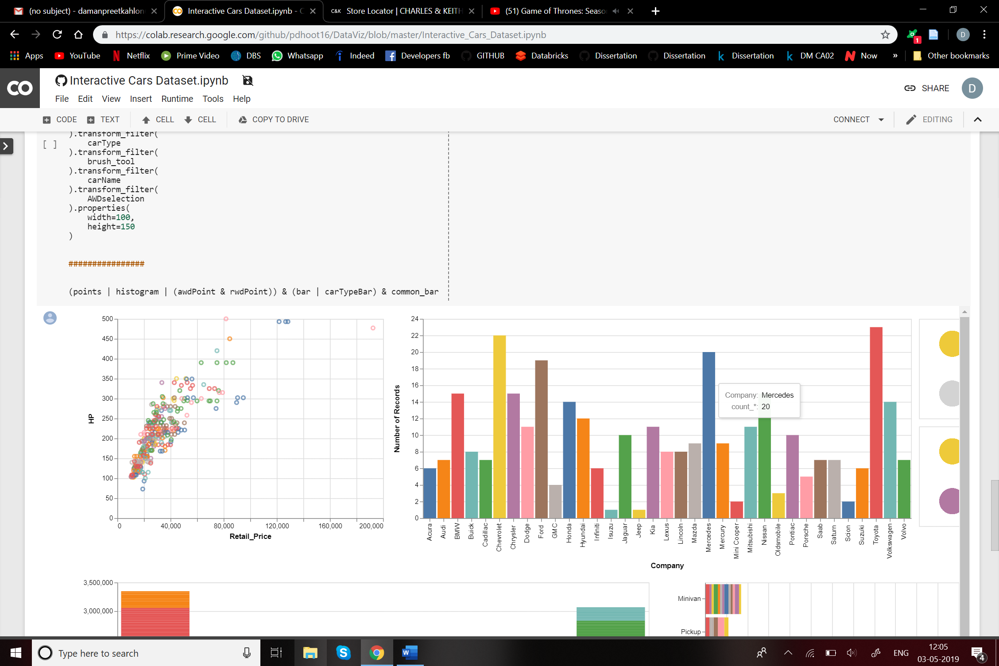 (no subject) - damanpreetkahlon
Interactive Cars Dataset.ipynb - C
C&K Store Locator | CHARLES & KEITH
(51) Game of Thrones: Seaso
https://colab.research.google.com/github/pdhoot16/DataViz/blob/master/Interactive_Cars_Dataset.ipynb
1
D
Apps YouTube Netflix Prime Video DBS Whatsapp Indeed Developers fb GITHUB Databricks Dissertation Dissertation Dissertation DM CA02 Now » Other bookmarks
CO
Interactive Cars Dataset.ipynb
SHARE
D
File Edit View Insert Runtime Tools Help
CODE TEXT CELL CELL COPY TO DRIVE
CONNECT EDITING
).transform_filter(
[ ]
carType
).transform_filter(
brush_tool
).transform_filter(
carName
).transform_filter(
AWDselection
).properties(
width=100,
height=150
)
################
(points | histogram | (awdPoint & rwdPoint)) & (bar | carTypeBar) & common_bar
500
450
400
350
300
250
200
150
100
50
0
HP
0 40,000 80,000 120,000 160,000 200,000
Retail_Price
24
22
20
18
16
14
12
10
8
6
4
2
0
Number of Records
Company: Mercedes
count_*: 20
Acura Audi BMW Buick Cadillac Chevrolet Chrysler Dodge Ford GMC Honda Hyundai Infiniti Isuzu Jaguar Jeep Kia Lexus Lincoln Mazda Mercedes Mercury Mini Cooper Mitsubishi Nissan Oldsmobile Pontiac Porsche Saab Saturn Scion Suzuki Toyota Volkswagen Volvo
Company
3,500,000
3,000,000
Minivan
Pickup
Type here to search
ENG
12:05
03-05-2019
4